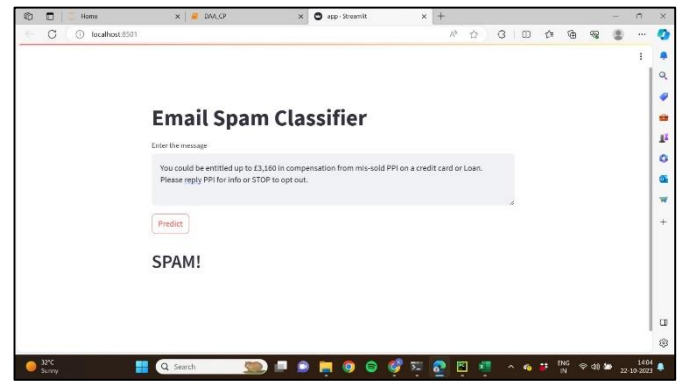 Home
DAA_CP
app · Streamlit
localhost:8501
Email Spam Classifier
Enter the message
You could be entitled up to £3,160 in compensation from mis-sold PPI on a credit card or Loan.
Please reply PPI for info or STOP to opt out.
Predict
SPAM!
32°C
Sunny
Search
ENG
IN
14:04
22-10-2023